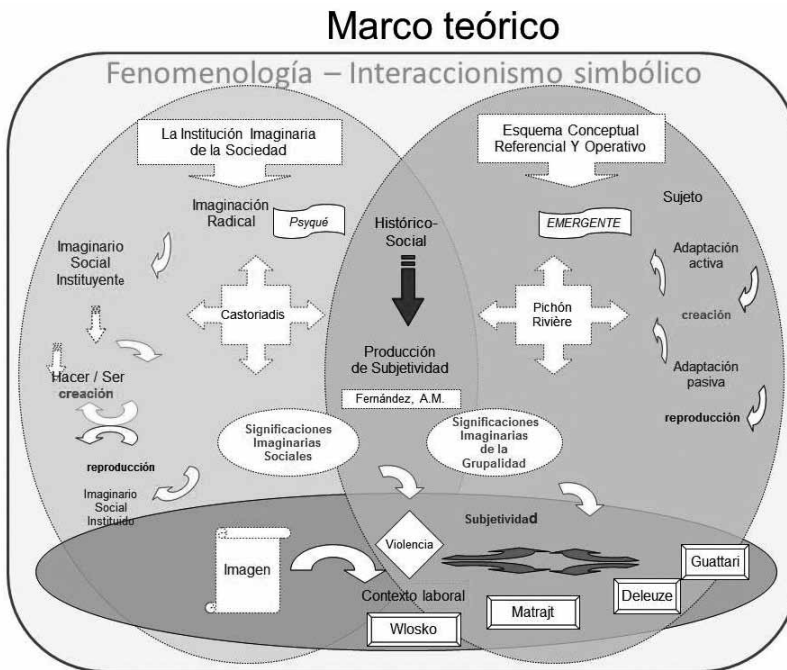 Marco teórico
Fenomenología – Interaccionismo simbólico
La Institución Imaginaria
de la Sociedad
Esquema Conceptual
Referencial Y Operativo
Imaginación
Radical
Psyqué
Histórico-
Social
EMERGENTE
Sujeto
Imaginario
Social
Instituyente
Adaptación
activa
Castoriadis
Pichón
Rivière
creación
Producción
de Subjetividad
Fernández, A.M.
Adaptación
pasiva
reproducción
Hacer / Ser
creación
Significaciones
Imaginarias
Sociales
Significaciones
Imaginarias
de la
Grupalidad
reproducción
Imaginario
Social
Instituido
Subjetividad
Violencia
Imagen
Guattari
Contexto laboral
Deleuze
Matrajt
Wlosko